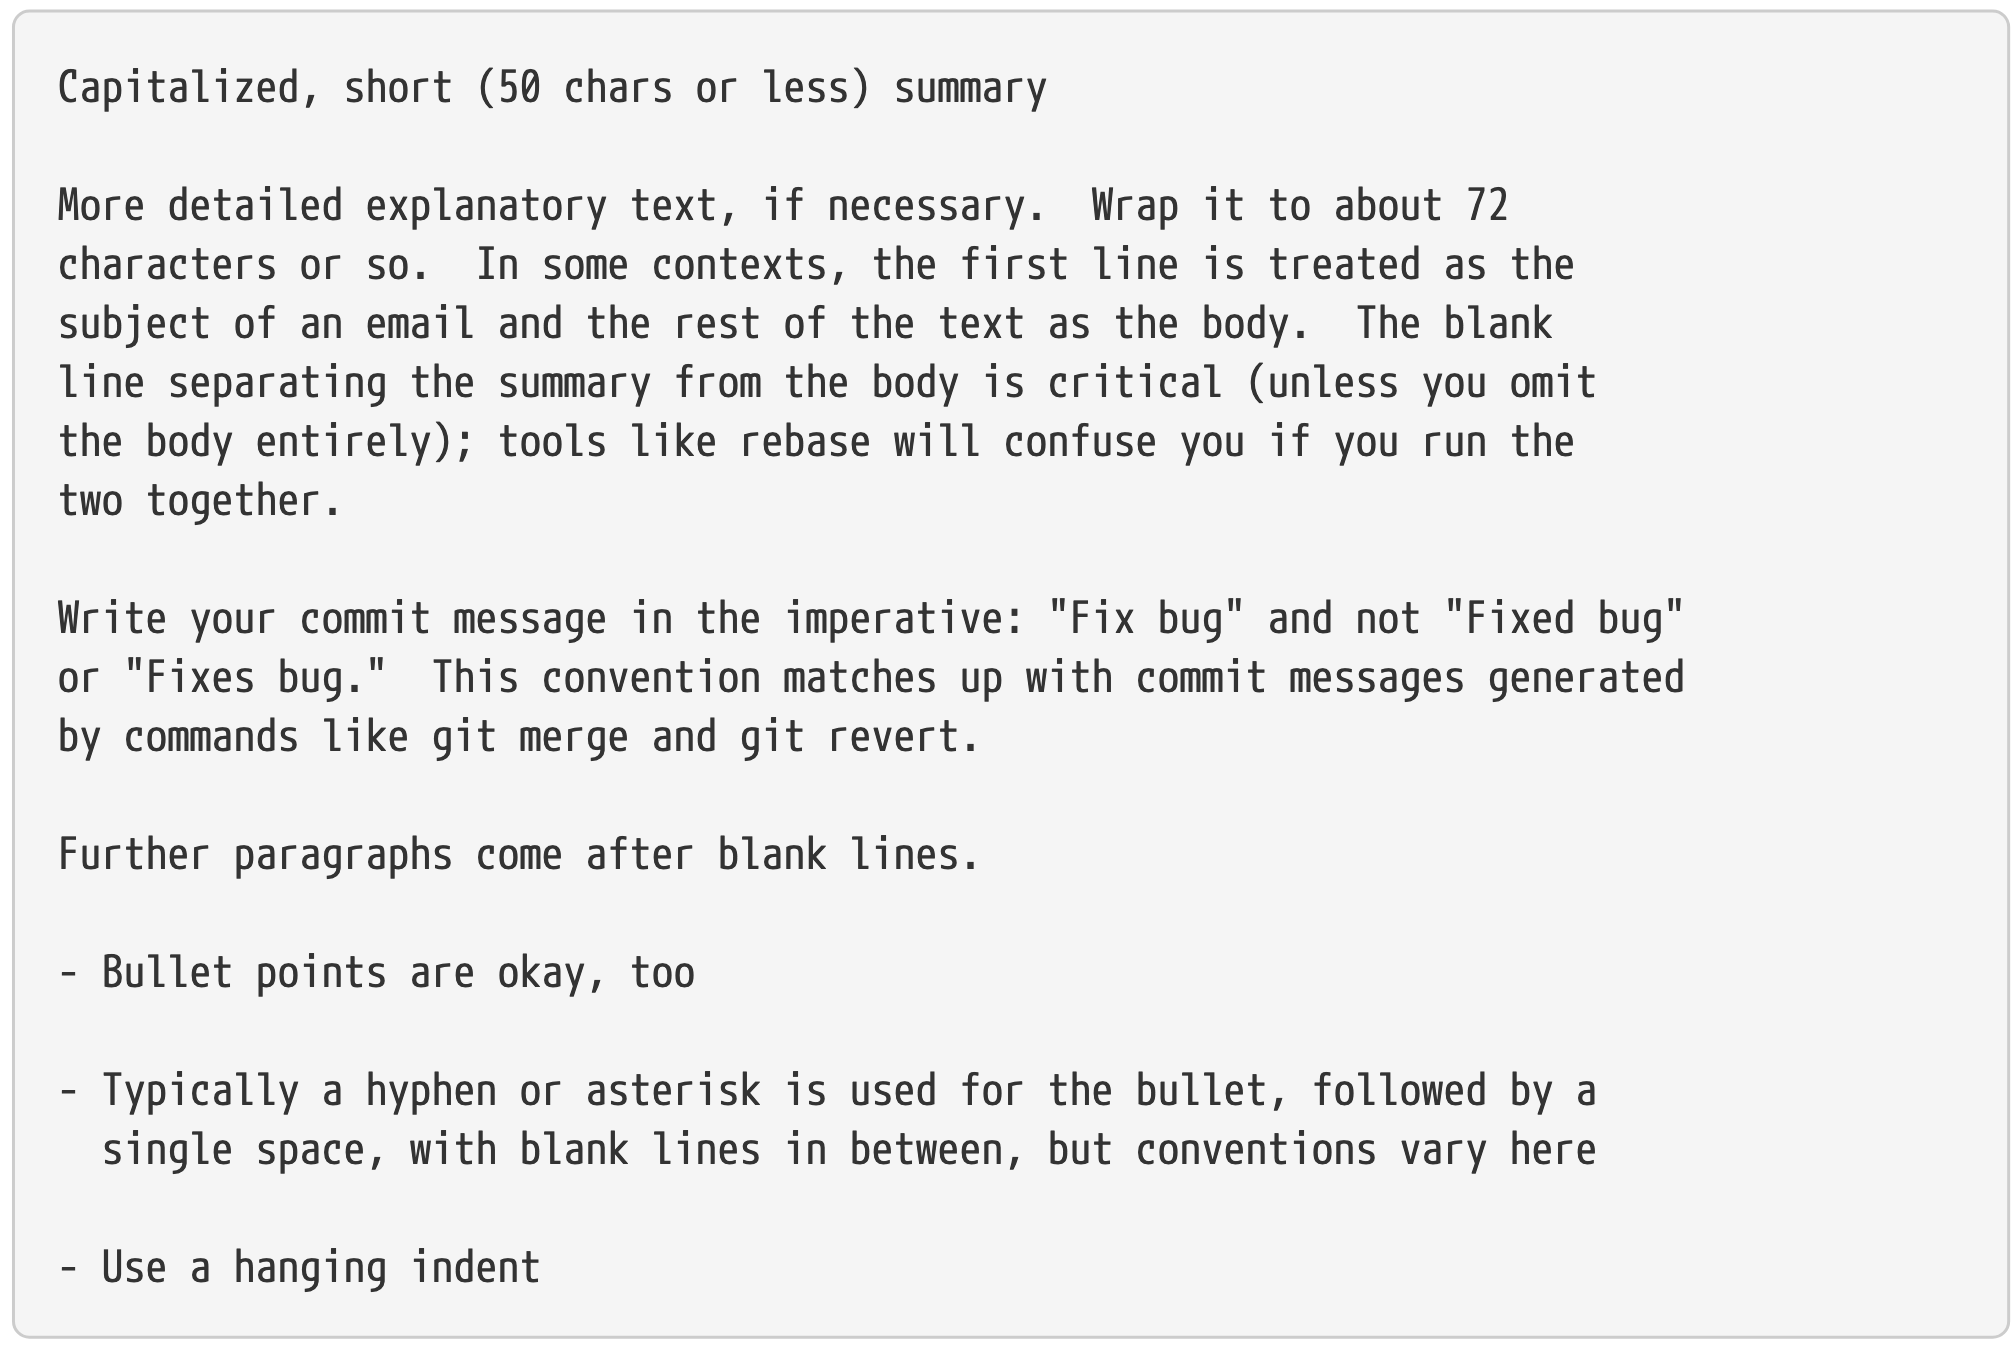 Capitalized, short (50 chars or less) summary

More detailed explanatory text, if necessary.  Wrap it to about 72
characters or so.  In some contexts, the first line is treated as the
subject of an email and the rest of the text as the body.  The blank
line separating the summary from the body is critical (unless you omit
the body entirely); tools like rebase will confuse you if you run the
two together.

Write your commit message in the imperative: "Fix bug" and not "Fixed bug"
or "Fixes bug."  This convention matches up with commit messages generated
by commands like git merge and git revert.

Further paragraphs come after blank lines.

- Bullet points are okay, too

- Typically a hyphen or asterisk is used for the bullet, followed by a
  single space, with blank lines in between, but conventions vary here

- Use a hanging indent